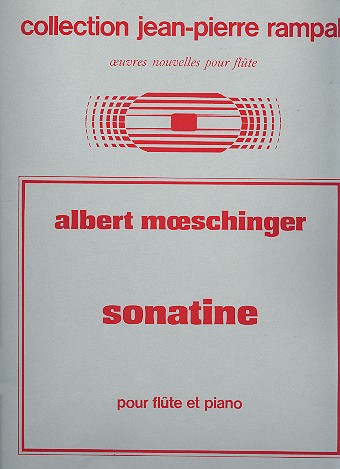 collection jean-pierre rampal
œuvres nouvelles pour flûte
albert mœschinger
sonatine
pour flûte et piano